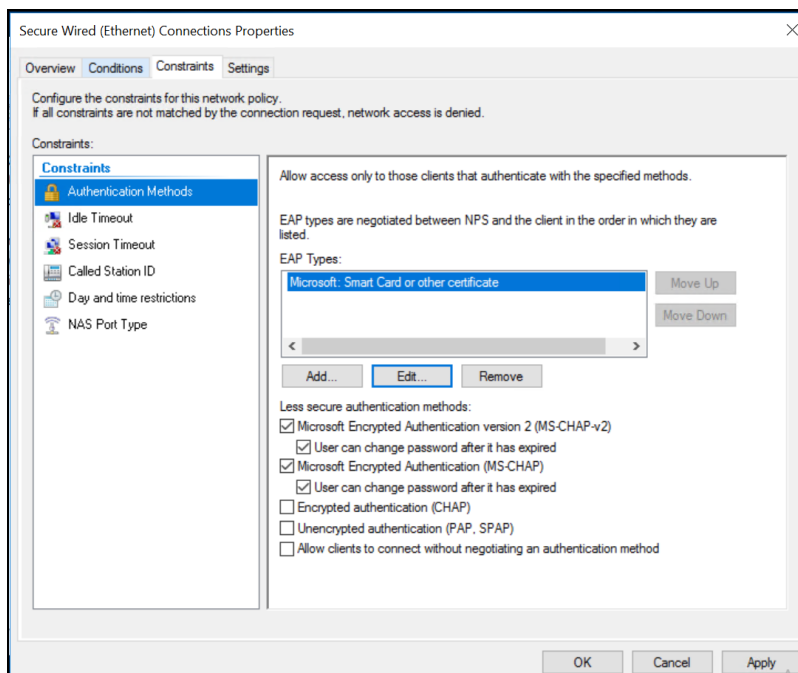 Secure Wired (Ethernet) Connections Properties
Overview
Conditions
Constraints
Settings
Configure the constraints for this network policy.
If all constraints are not matched by the connection request, network access is denied.
Constraints:
Constraints
Authentication Methods
Idle Timeout
Session Timeout
Called Station ID
Day and time restrictions
NAS Port Type
Allow access only to those clients that authenticate with the specified methods.
EAP types are negotiated between NPS and the client in the order in which they are
listed.
EAP Types:
Microsoft: Smart Card or other certificate
Move Up
Move Down
Add...
Edit...
Remove
Less secure authentication methods:
Microsoft Encrypted Authentication version 2 (MS-CHAP-v2)
User can change password after it has expired
Microsoft Encrypted Authentication (MS-CHAP)
User can change password after it has expired
Encrypted authentication (CHAP)
Unencrypted authentication (PAP, SPAP)
Allow clients to connect without negotiating an authentication method
OK
Cancel
Apply